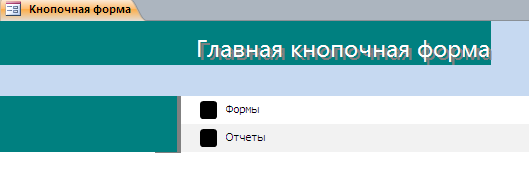 Кнопочная форма
Главная кнопочная форма
Формы
Отчеты